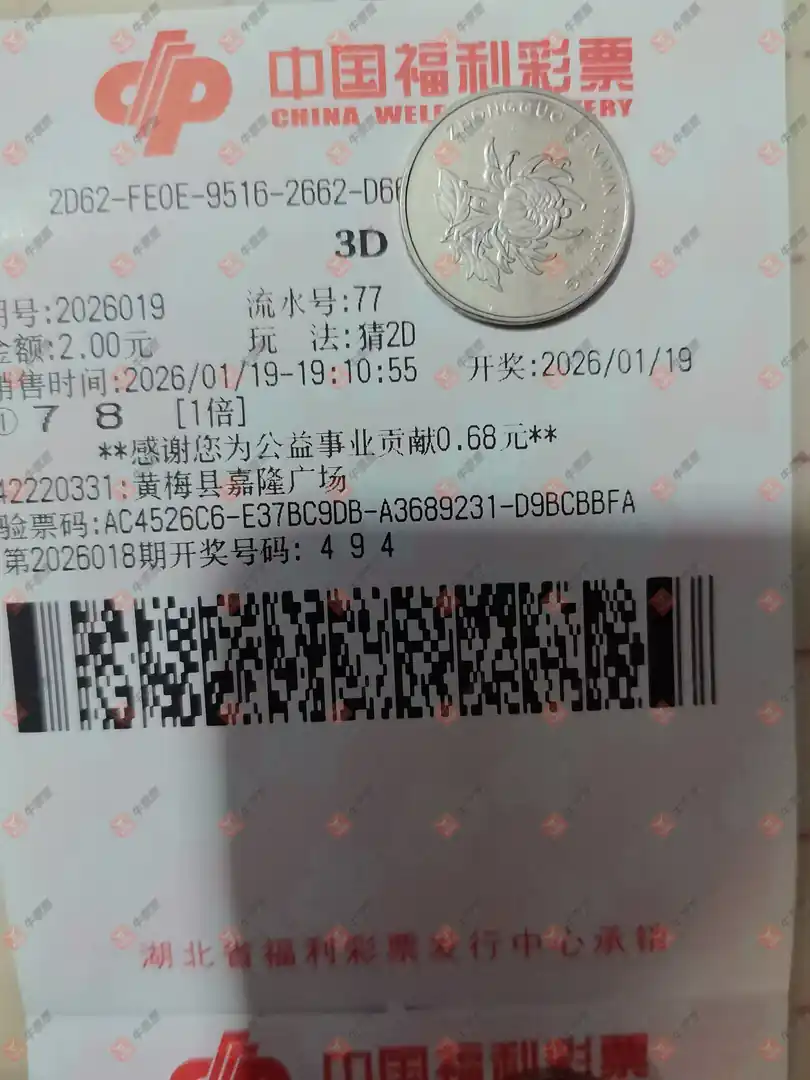 中国福利彩票
CHINA WELF ERY
2D62-FE0E-9516-2662-D6
3D
期号:2026019 流水号:77
金额:2.00元 玩 法:猜2D
销售时间:2026/01/19-19:10:55 开奖:2026/01/19
① 7 8 [1倍]
**感谢您为公益事业贡献0.68元**
42220331:黄梅县嘉隆广场
验票码:AC4526C6-E37BC9DB-A3689231-D9BCBBFA
第2026018期开奖号码: 4 9 4
湖北省福利彩票发行中心承销
中国福利彩票